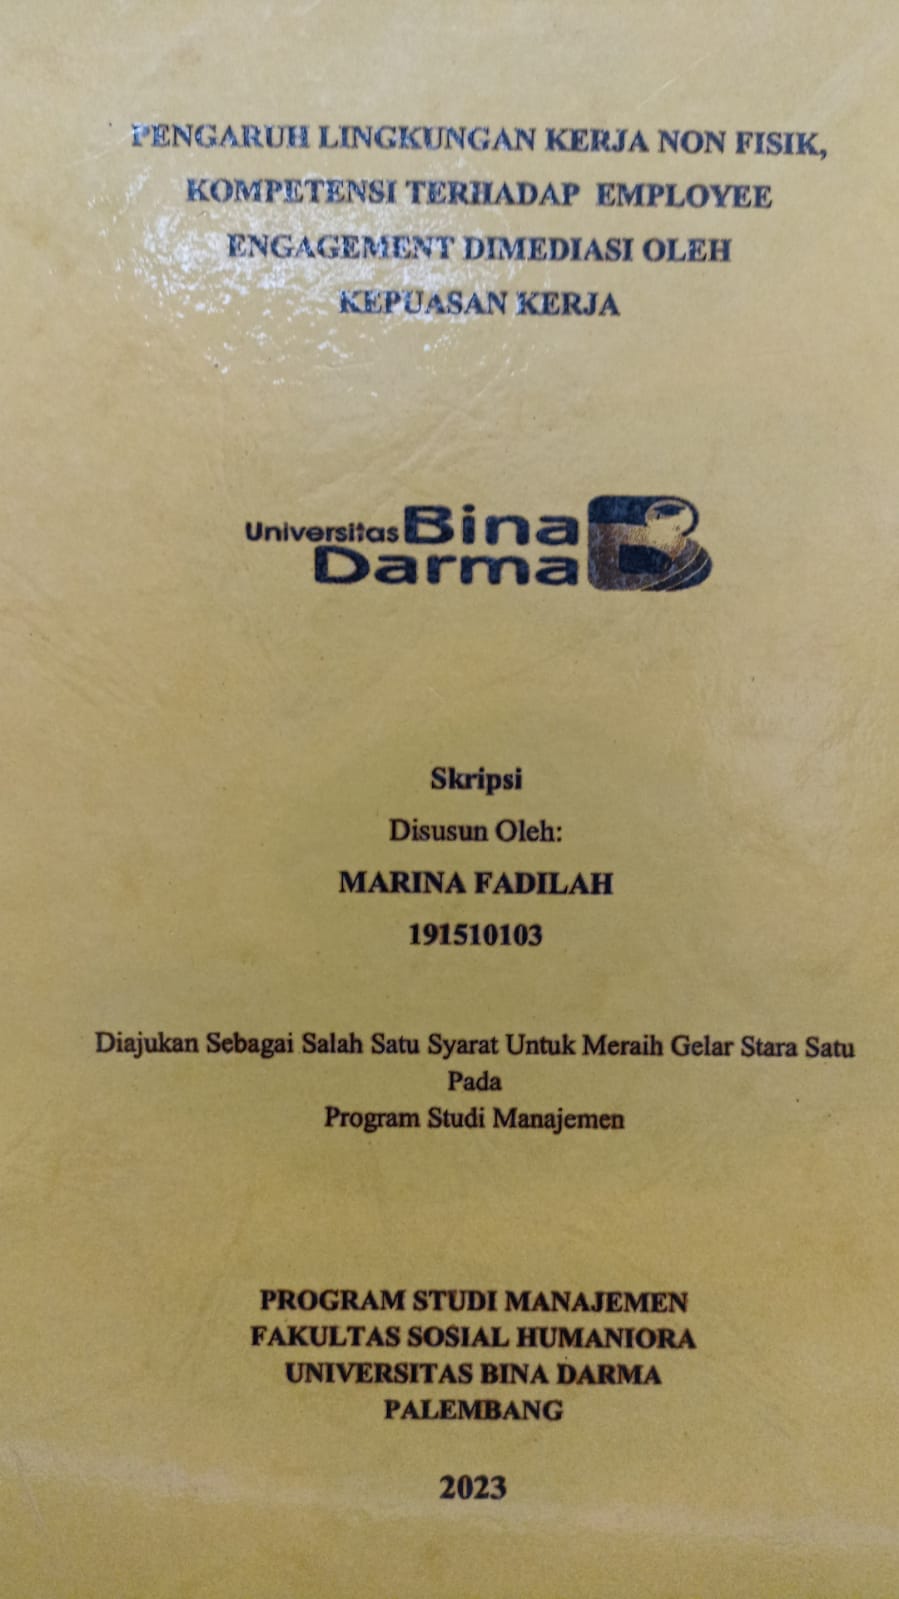 PENGARUH LINGKUNGAN KERJA NON FISIK,
KOMPETENSI TERHADAP EMPLOYEE
ENGAGEMENT DIMEDIASI OLEH
KEPUASAN KERJA
Universitas Bina
Darma
Skripsi
Disusun Oleh:
MARINA FADILAH
191510103
Diajukan Sebagai Salah Satu Syarat Untuk Meraih Gelar Stara Satu
Pada
Program Studi Manajemen
PROGRAM STUDI MANAJEMEN
FAKULTAS SOSIAL HUMANIORA
UNIVERSITAS BINA DARMA
PALEMBANG
2023